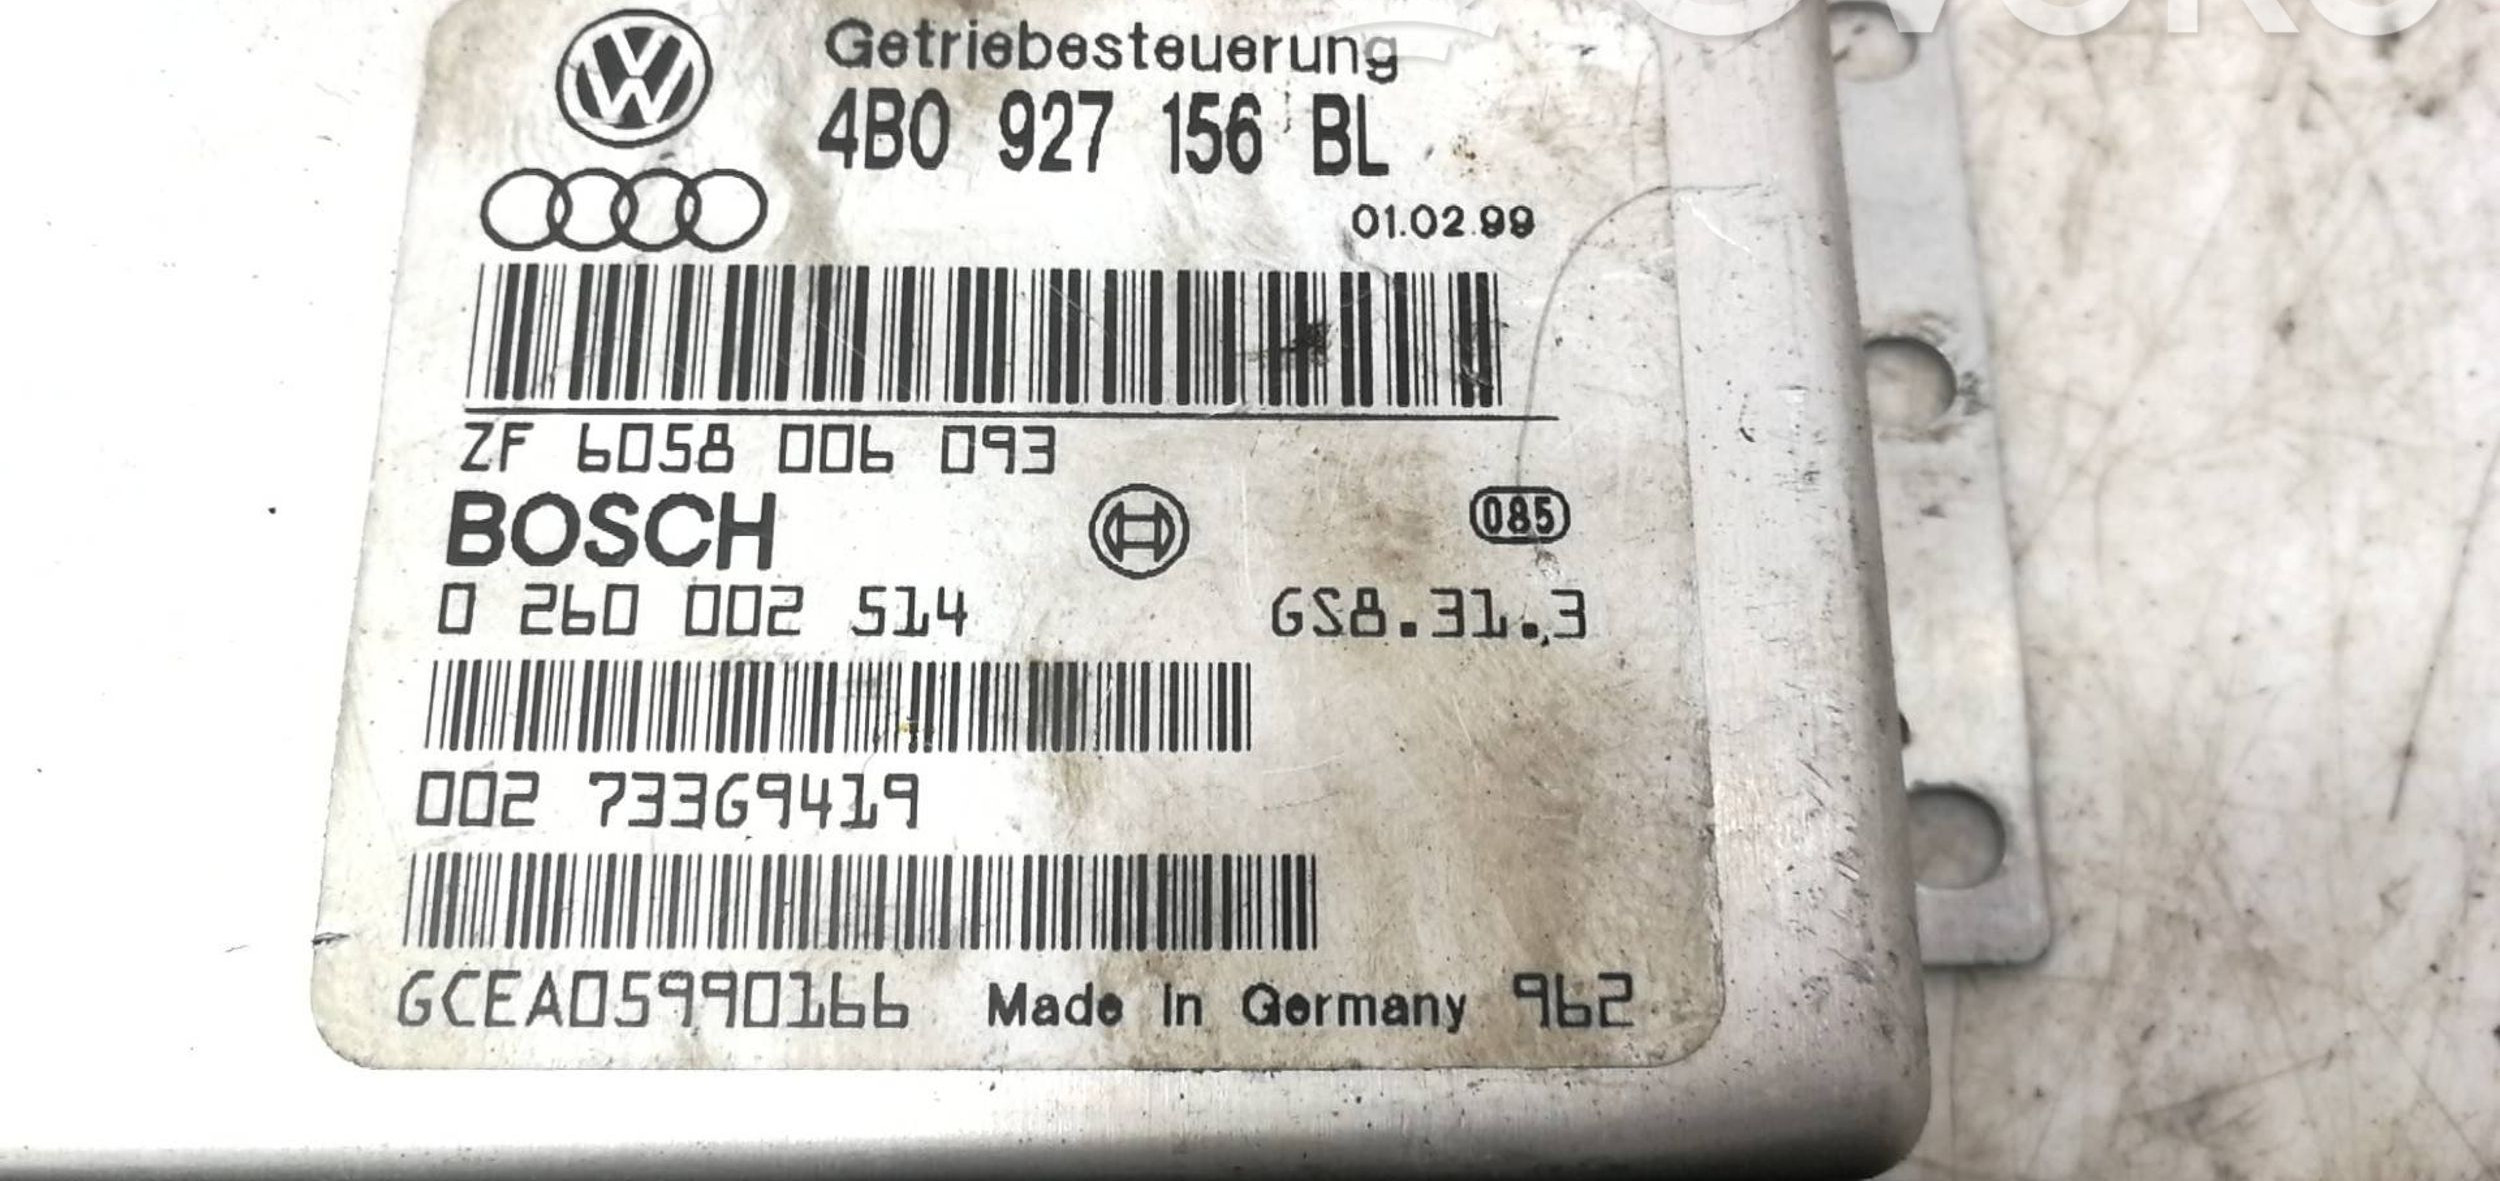 Getriebesteuerung
4B0 927 156 BL
01.02.99
ZF 6058 006 093
BOSCH
085
0 260 002 514 GS8.31.3
002 733G9419
GCEA05990166 Made In Germany 962